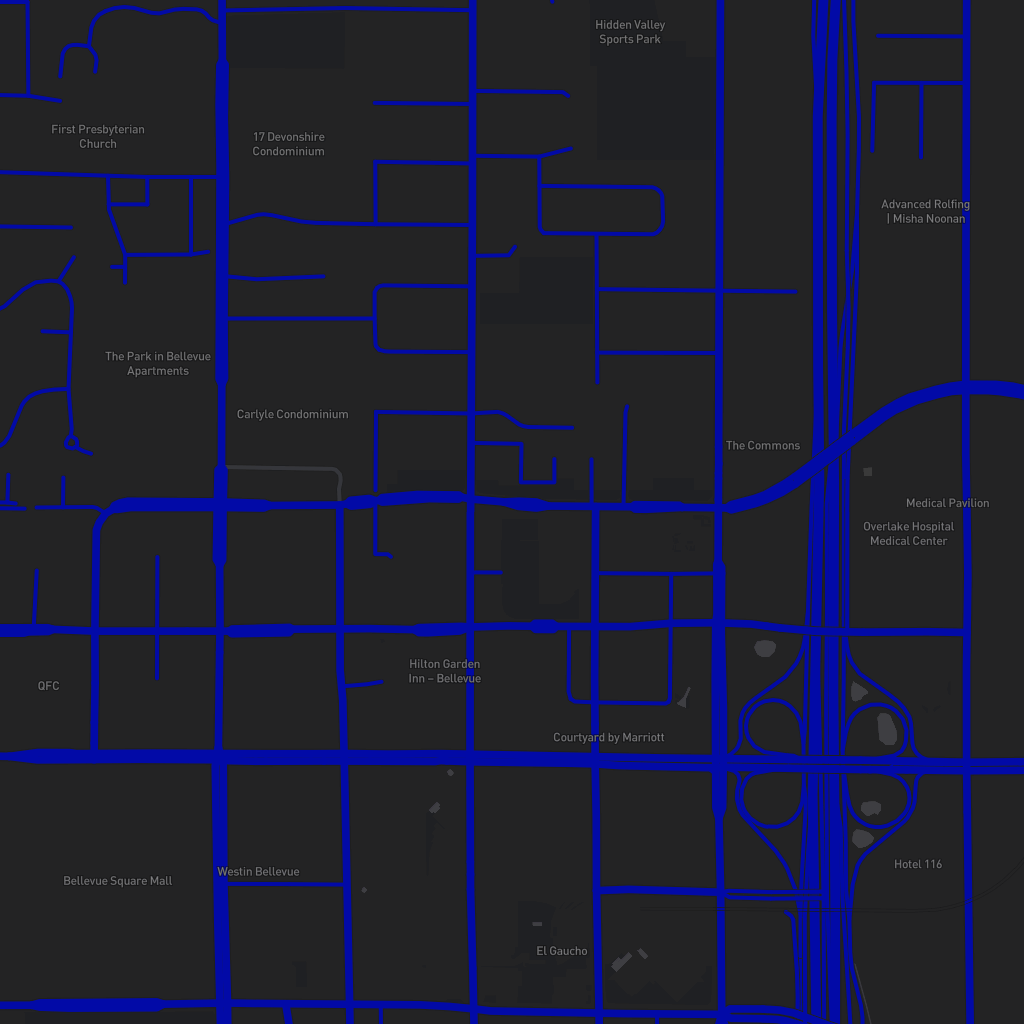 Hidden Valley
Sports Park
First Presbyterian
Church
17 Devonshire
Condominium
Advanced Rolfing
| Misha Noonan
The Park in Bellevue
Apartments
Carlyle Condominium
The Commons
Medical Pavilion
Overlake Hospital
Medical Center
Hilton Garden
Inn – Bellevue
QFC
Courtyard by Marriott
Hotel 116
Westin Bellevue
Bellevue Square Mall
El Gaucho